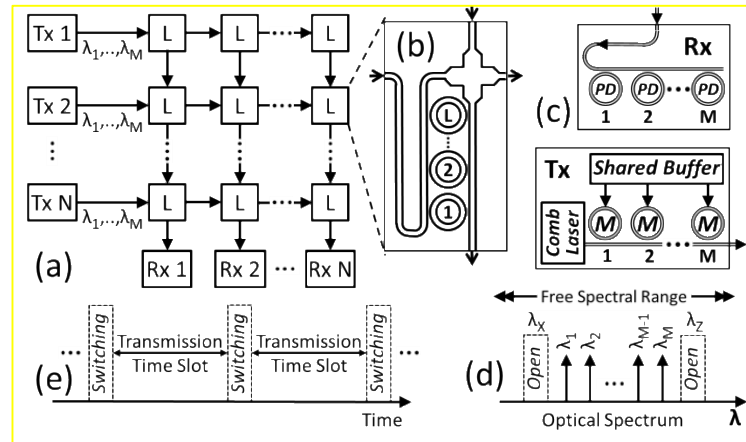 Tx 1
λ1,..,λM
L
L
L
Tx 2
λ1,..,λM
L
L
L
Tx N
λ1,..,λM
L
L
L
Rx 1
Rx 2
Rx N
(a)
(b)
L
2
1
Rx
PD PD PD
1 2 M
(c)
Tx
Shared Buffer
Comb Laser
M M M
1 2 M
Free Spectral Range
λX
λ1
λ2
λM-1
λM
λZ
Open
Open
(d)
Optical Spectrum
λ
Switching
Transmission
Time Slot
Switching
Transmission
Time Slot
Switching
(e)
Time